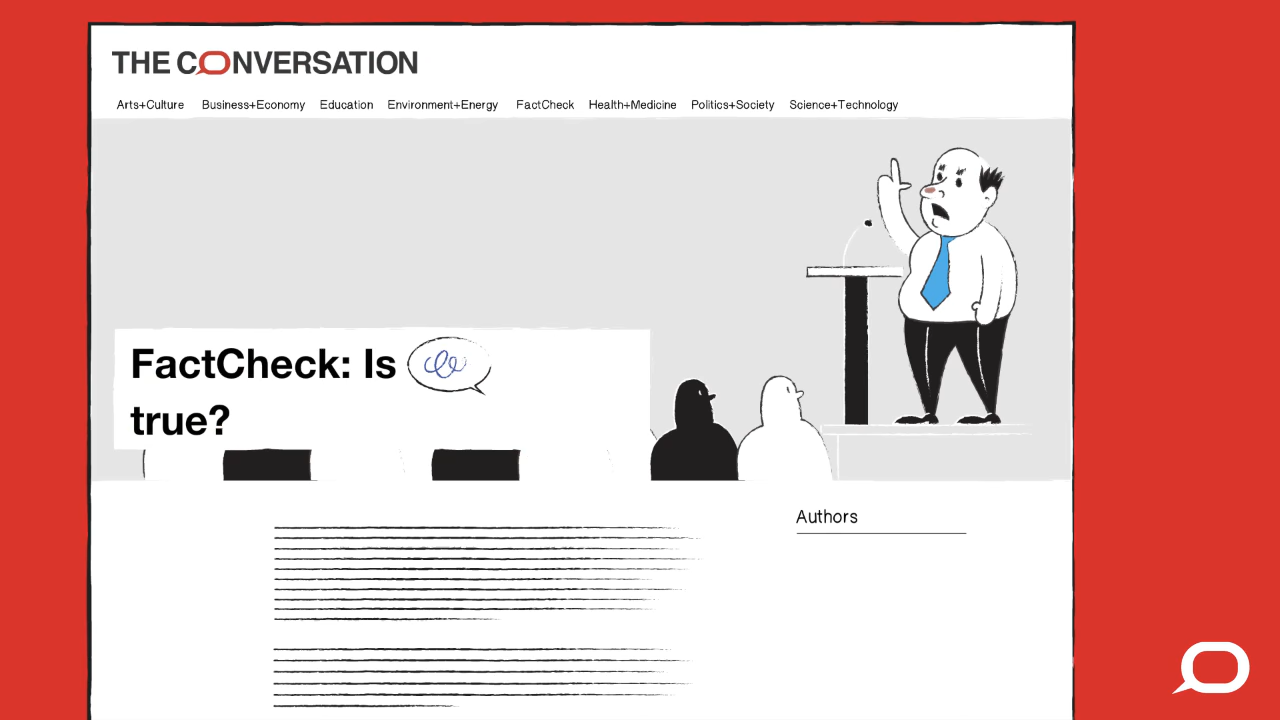 THE CONVERSATION
Arts+Culture Business+Economy Education Environment+Energy FactCheck Health+Medicine Politics+Society Science+Technology
FactCheck: Is
true?
Authors